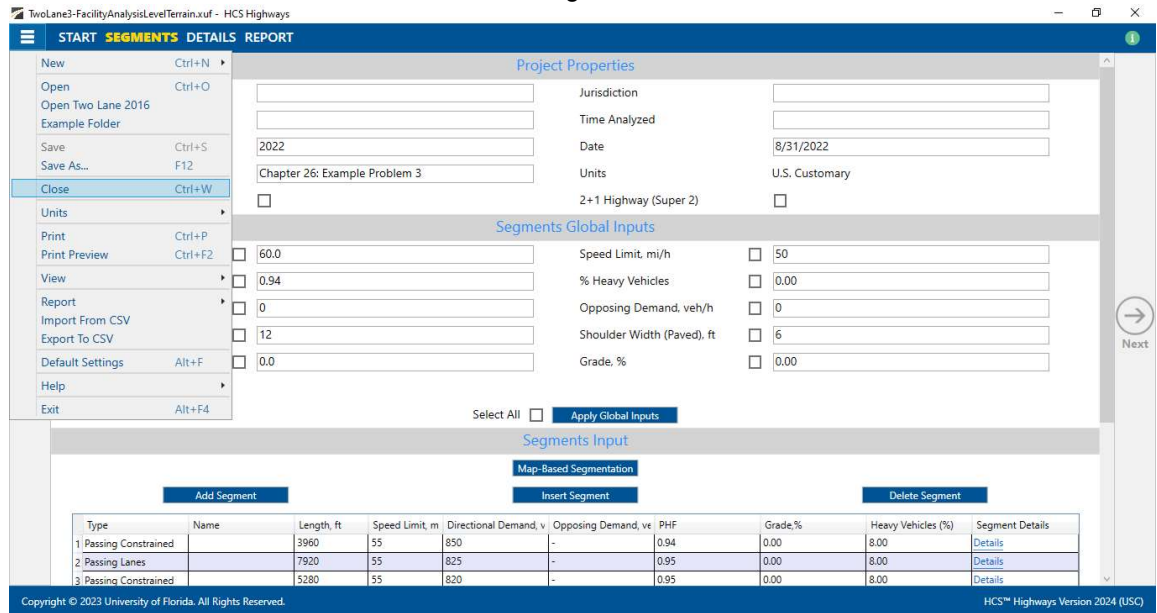 TwoLane3-FacilityAnalysisLevelTerrain.xuf - HCS Highways
START SEGMENTS DETAILS REPORT
New Ctrl+N
Open Ctrl+O
Open Two Lane 2016
Example Folder
Save Ctrl+S
Save As... F12
Close Ctrl+W
Units
Print Ctrl+P
Print Preview Ctrl+F2
View
Report
Import From CSV
Export To CSV
Default Settings Alt+F
Help
Exit Alt+F4
Project Properties
Jurisdiction
Time Analyzed
2022 Date 8/31/2022
Chapter 26: Example Problem 3 Units U.S. Customary
2+1 Highway (Super 2)
Segments Global Inputs
60.0 Speed Limit, mi/h 50
0.94 % Heavy Vehicles 0.00
0 Opposing Demand, veh/h 0
12 Shoulder Width (Paved), ft 6
0.0 Grade, % 0.00
Next
Select All Apply Global Inputs
Segments Input
Map-Based Segmentation
Add Segment Insert Segment Delete Segment
Type Name Length, ft Speed Limit, m Directional Demand, v Opposing Demand, ve PHF Grade,% Heavy Vehicles (%) Segment Details
1 Passing Constrained 3960 55 850 - 0.94 0.00 8.00 Details
2 Passing Lanes 7920 55 825 - 0.95 0.00 8.00 Details
3 Passing Constrained 5280 55 820 - 0.95 0.00 8.00 Details
Copyright © 2023 University of Florida. All Rights Reserved. HCS™ Highways Version 2024 (USC)